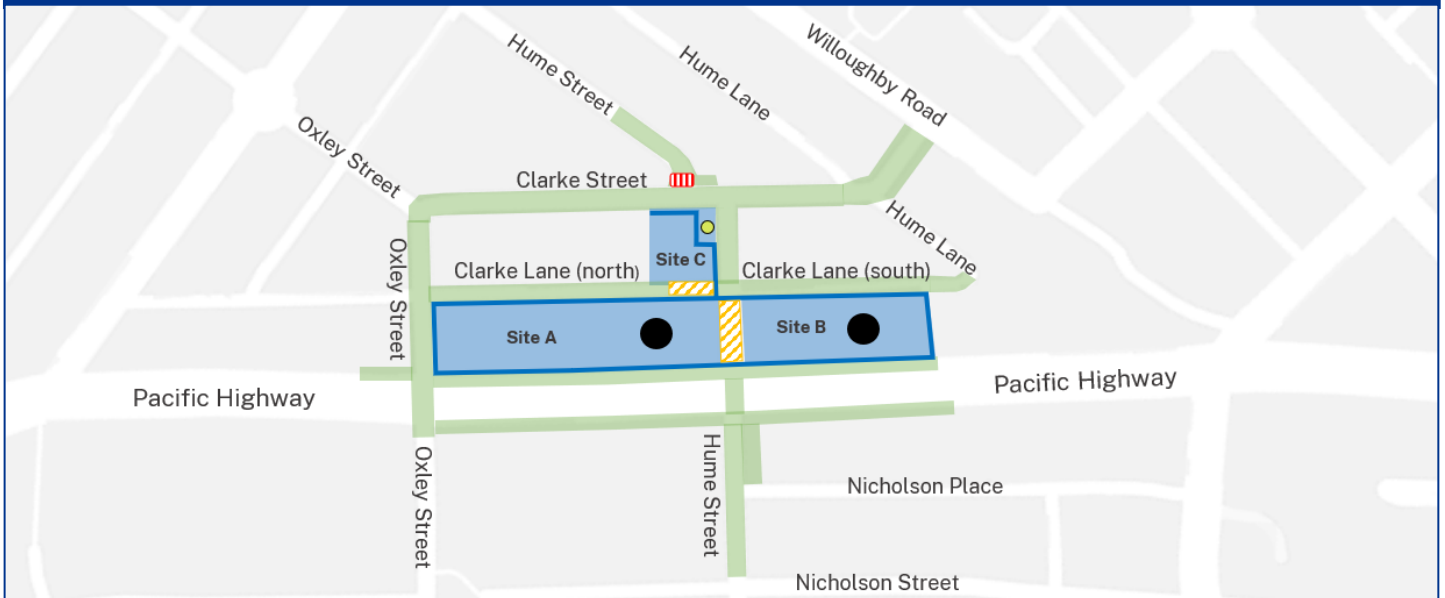 Willoughby Road
Hume Street
Hume Lane
Oxley Street
Clarke Street
Hume Lane
Oxley Street
Site C
Clarke Lane (north)
Clarke Lane (south)
Site A
Site B
Pacific Highway
Pacific Highway
Oxley Street
Hume Street
Nicholson Place
Nicholson Street